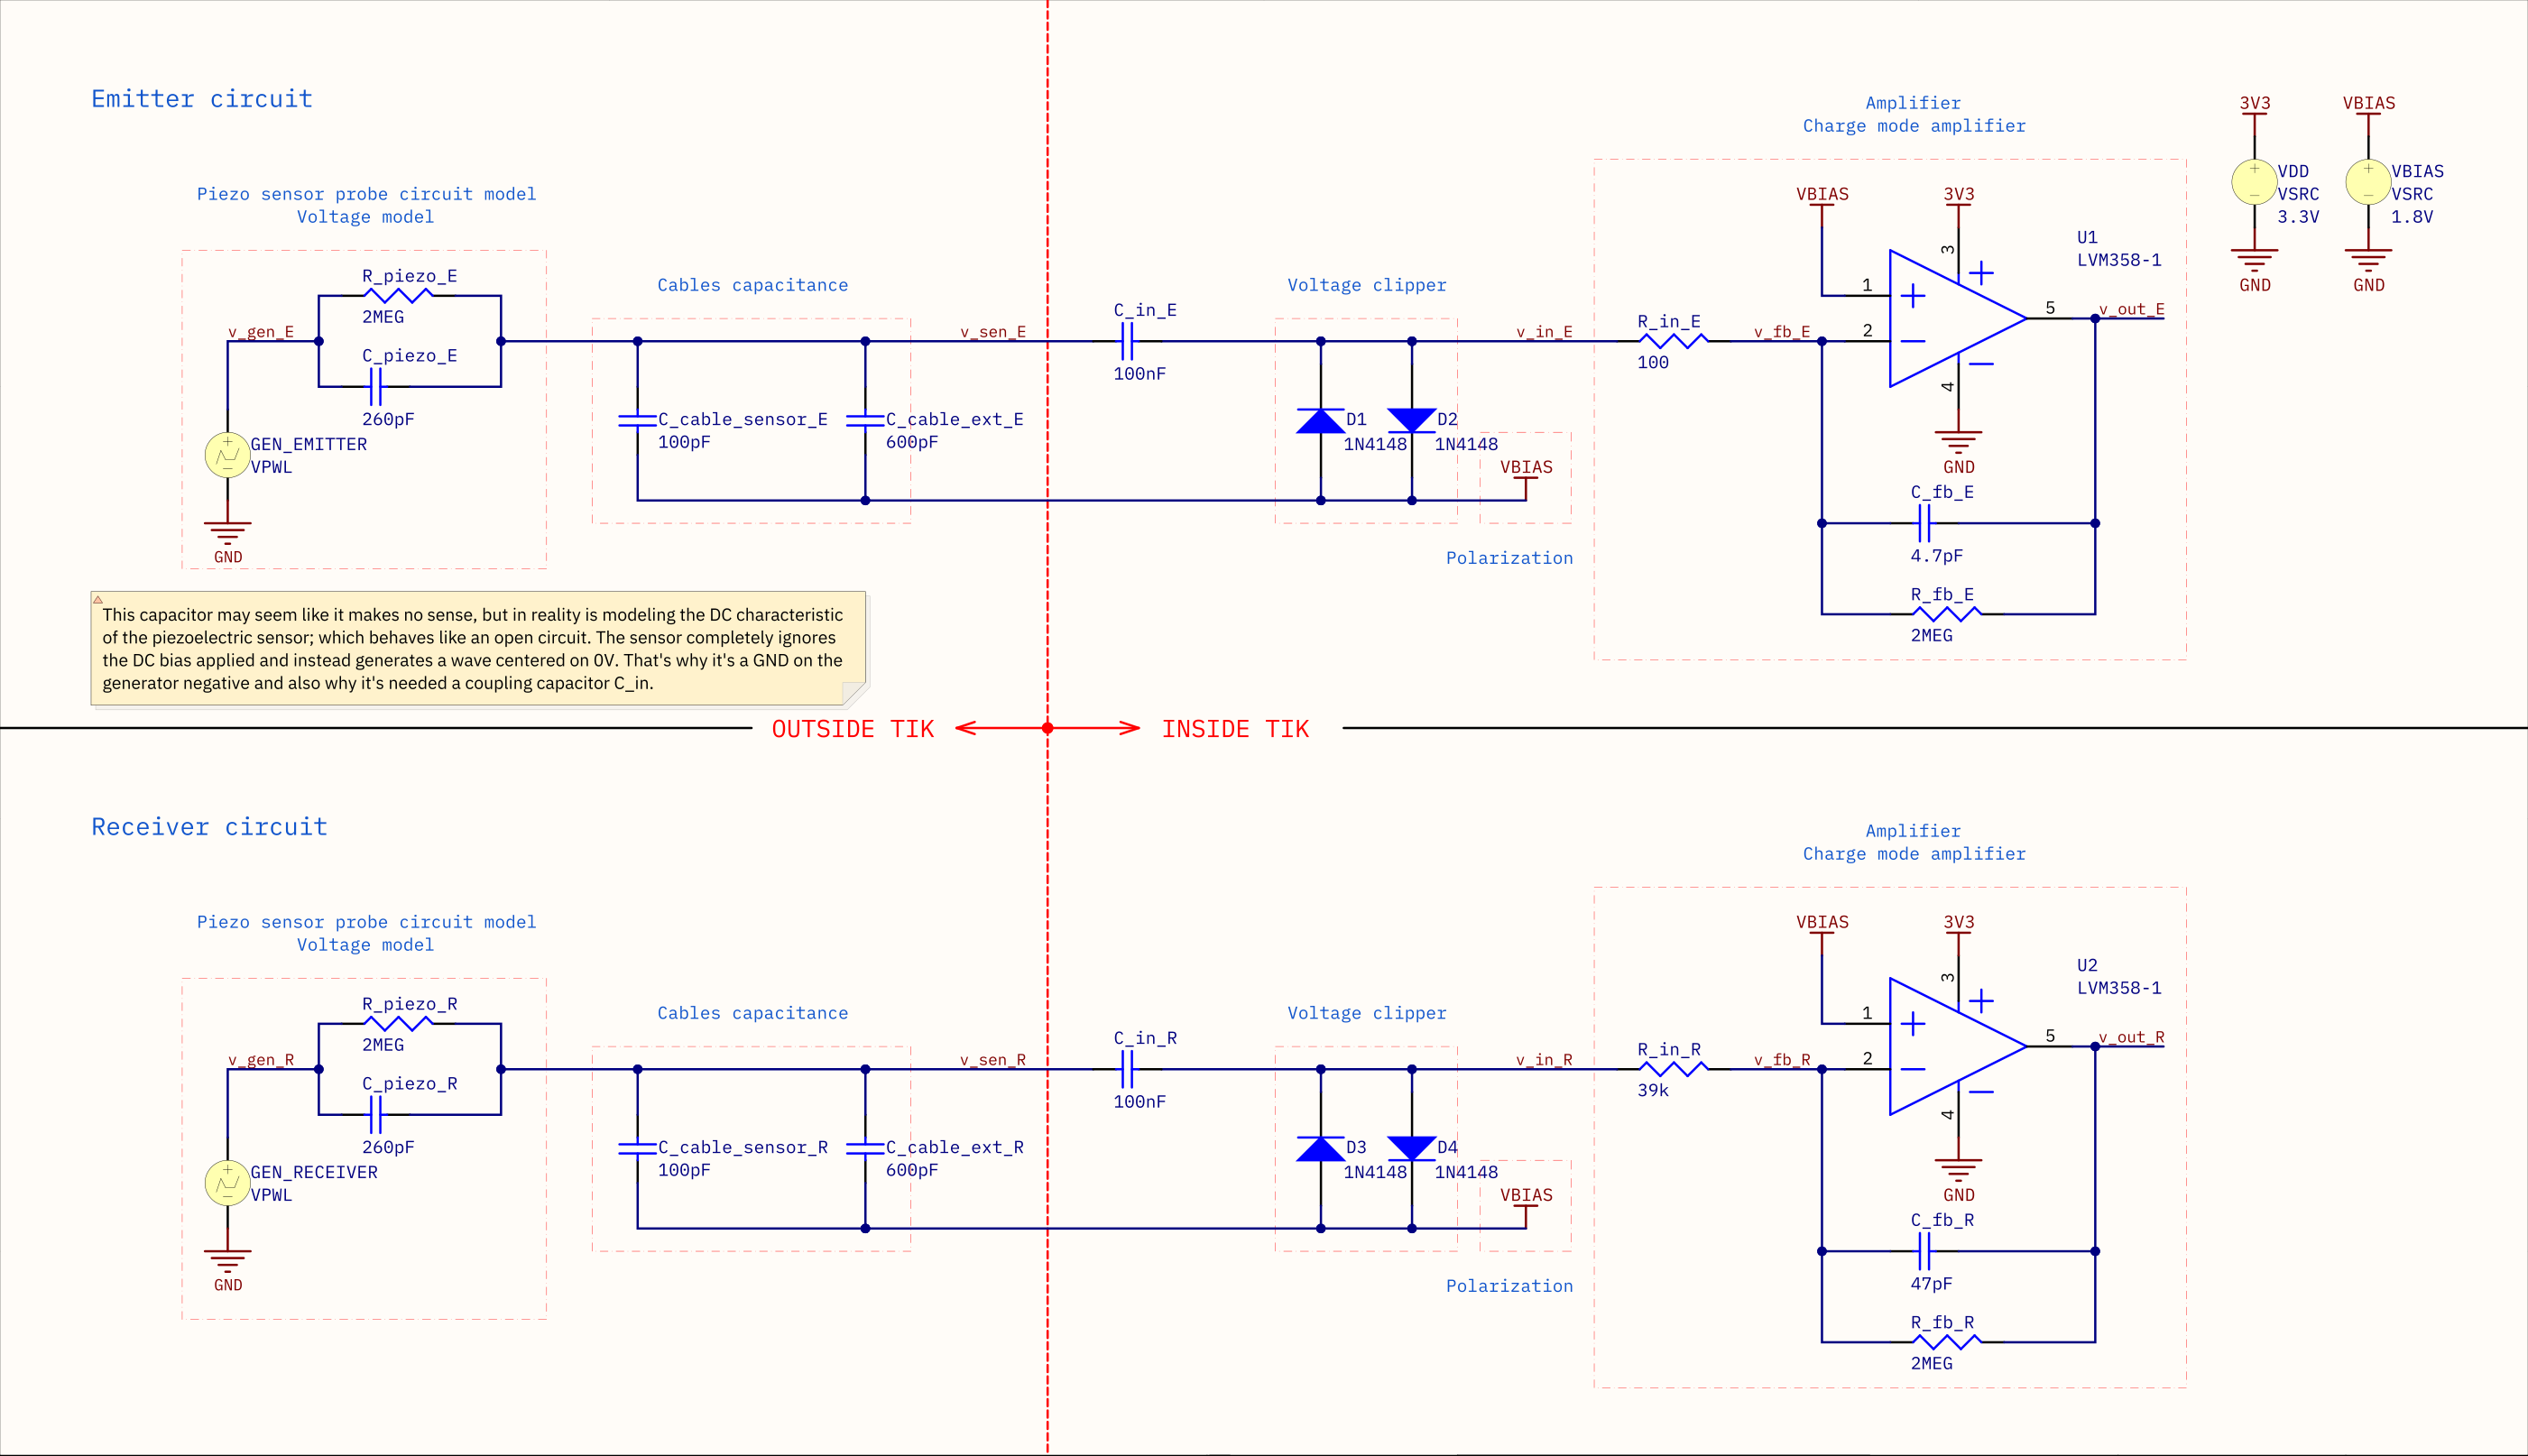 Emitter circuit
Amplifier
Charge mode amplifier
3V3
VBIAS
VDD
VSRC
3.3V
GND
VBIAS
VSRC
1.8V
GND
Piezo sensor probe circuit model
Voltage model
R_piezo_E
2MEG
v_gen_E
C_piezo_E
260pF
GEN_EMITTER
VPWL
GND
Cables capacitance
C_cable_sensor_E
100pF
C_cable_ext_E
600pF
v_sen_E
C_in_E
100nF
Voltage clipper
D1
1N4148
D2
1N4148
VBIAS
Polarization
v_in_E
R_in_E
100
v_fb_E
VBIAS
3V3
U1
LVM358-1
1
2
3
4
5
+
−
+
−
v_out_E
GND
C_fb_E
4.7pF
R_fb_E
2MEG
This capacitor may seem like it makes no sense, but in reality is modeling the DC characteristic
of the piezoelectric sensor; which behaves like an open circuit. The sensor completely ignores
the DC bias applied and instead generates a wave centered on 0V. That's why it's a GND on the
generator negative and also why it's needed a coupling capacitor C_in.
OUTSIDE TIK
INSIDE TIK
Receiver circuit
Amplifier
Charge mode amplifier
Piezo sensor probe circuit model
Voltage model
R_piezo_R
2MEG
v_gen_R
C_piezo_R
260pF
GEN_RECEIVER
VPWL
GND
Cables capacitance
C_cable_sensor_R
100pF
C_cable_ext_R
600pF
v_sen_R
C_in_R
100nF
Voltage clipper
D3
1N4148
D4
1N4148
VBIAS
Polarization
v_in_R
R_in_R
39k
v_fb_R
VBIAS
3V3
U2
LVM358-1
1
2
3
4
5
+
−
+
−
v_out_R
GND
C_fb_R
47pF
R_fb_R
2MEG